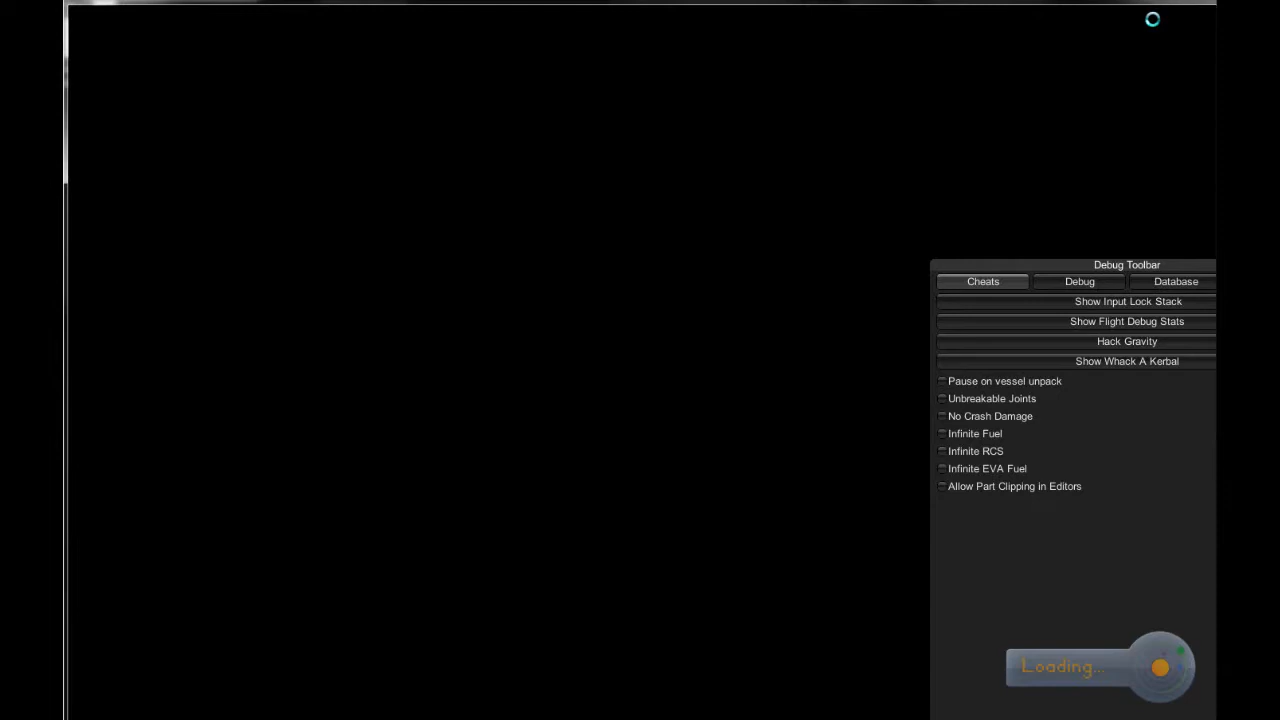 Debug Toolbar
Cheats Debug Database
Show Input Lock Stack
Show Flight Debug Stats
Hack Gravity
Show Whack A Kerbal
Pause on vessel unpack
Unbreakable Joints
No Crash Damage
Infinite Fuel
Infinite RCS
Infinite EVA Fuel
Allow Part Clipping in Editors
Loading...